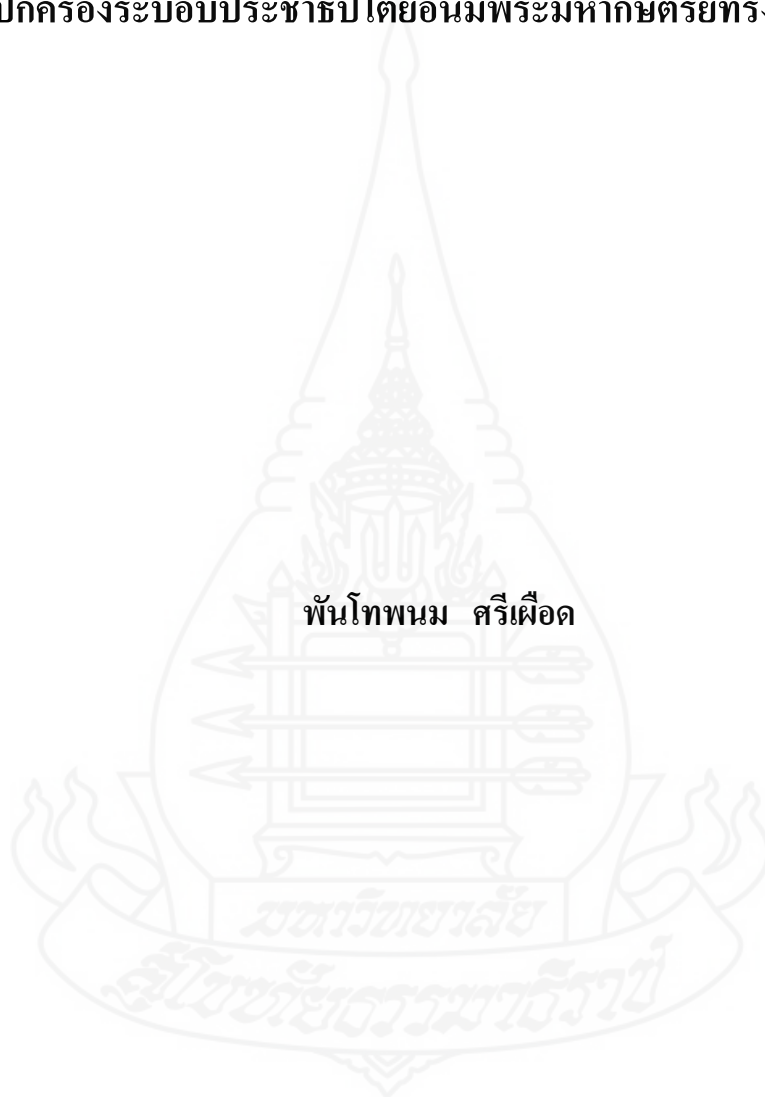 ปกครองระบอบประชาธิปไตยอันมีพระมหากษัตริย์ทรง
พันโทพนม ศรีเผือด
มหาวิทยาลัย
สุโขทัยธรรมาธิราช